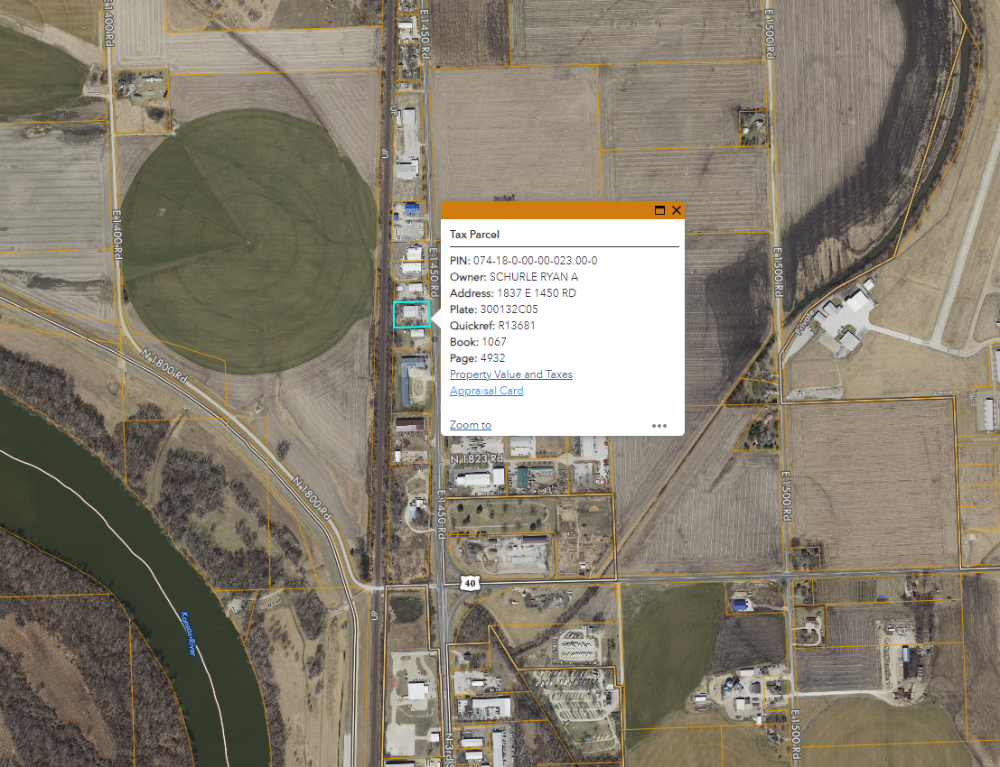 E 1400 Rd
E 1450 Rd
E 1500 Rd
UP
UP
E 1400 Rd
E 1450 Rd
E 1500 Rd
Tax Parcel
PIN: 074-18-0-00-00-023.00-0
Owner: SCHURLE RYAN A
Address: 1837 E 1450 RD
Plate: 300132C05
Quickref: R13681
Book: 1067
Page: 4932
Property Value and Taxes
Appraisal Card
Zoom to
Private
N 1800 Rd
N 1823 Rd
N 1800 Rd
E 1450 Rd
E 1500 Rd
40
UP
Kansas River
N 3rd S
E 1500 Rd